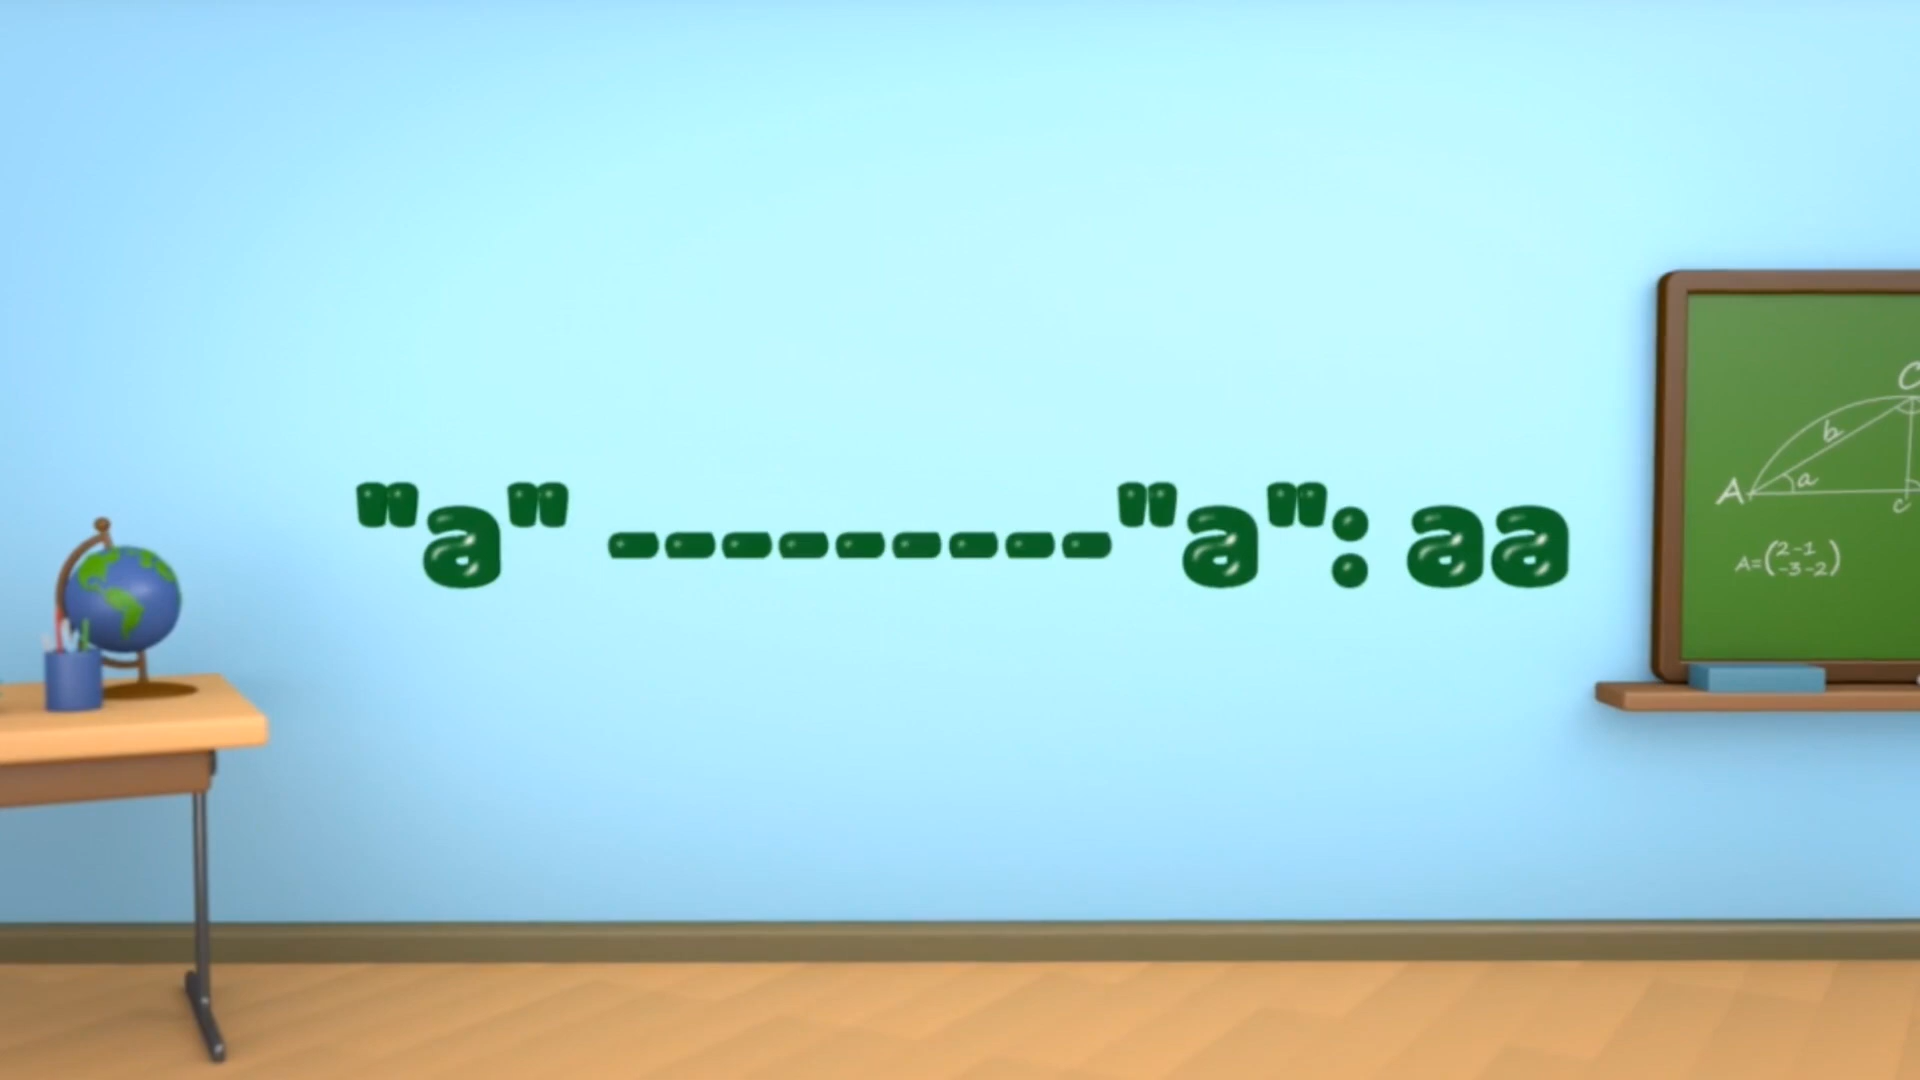 "a" ---------"a": aa
C
b
A a c
A=(2-1
-3-2)